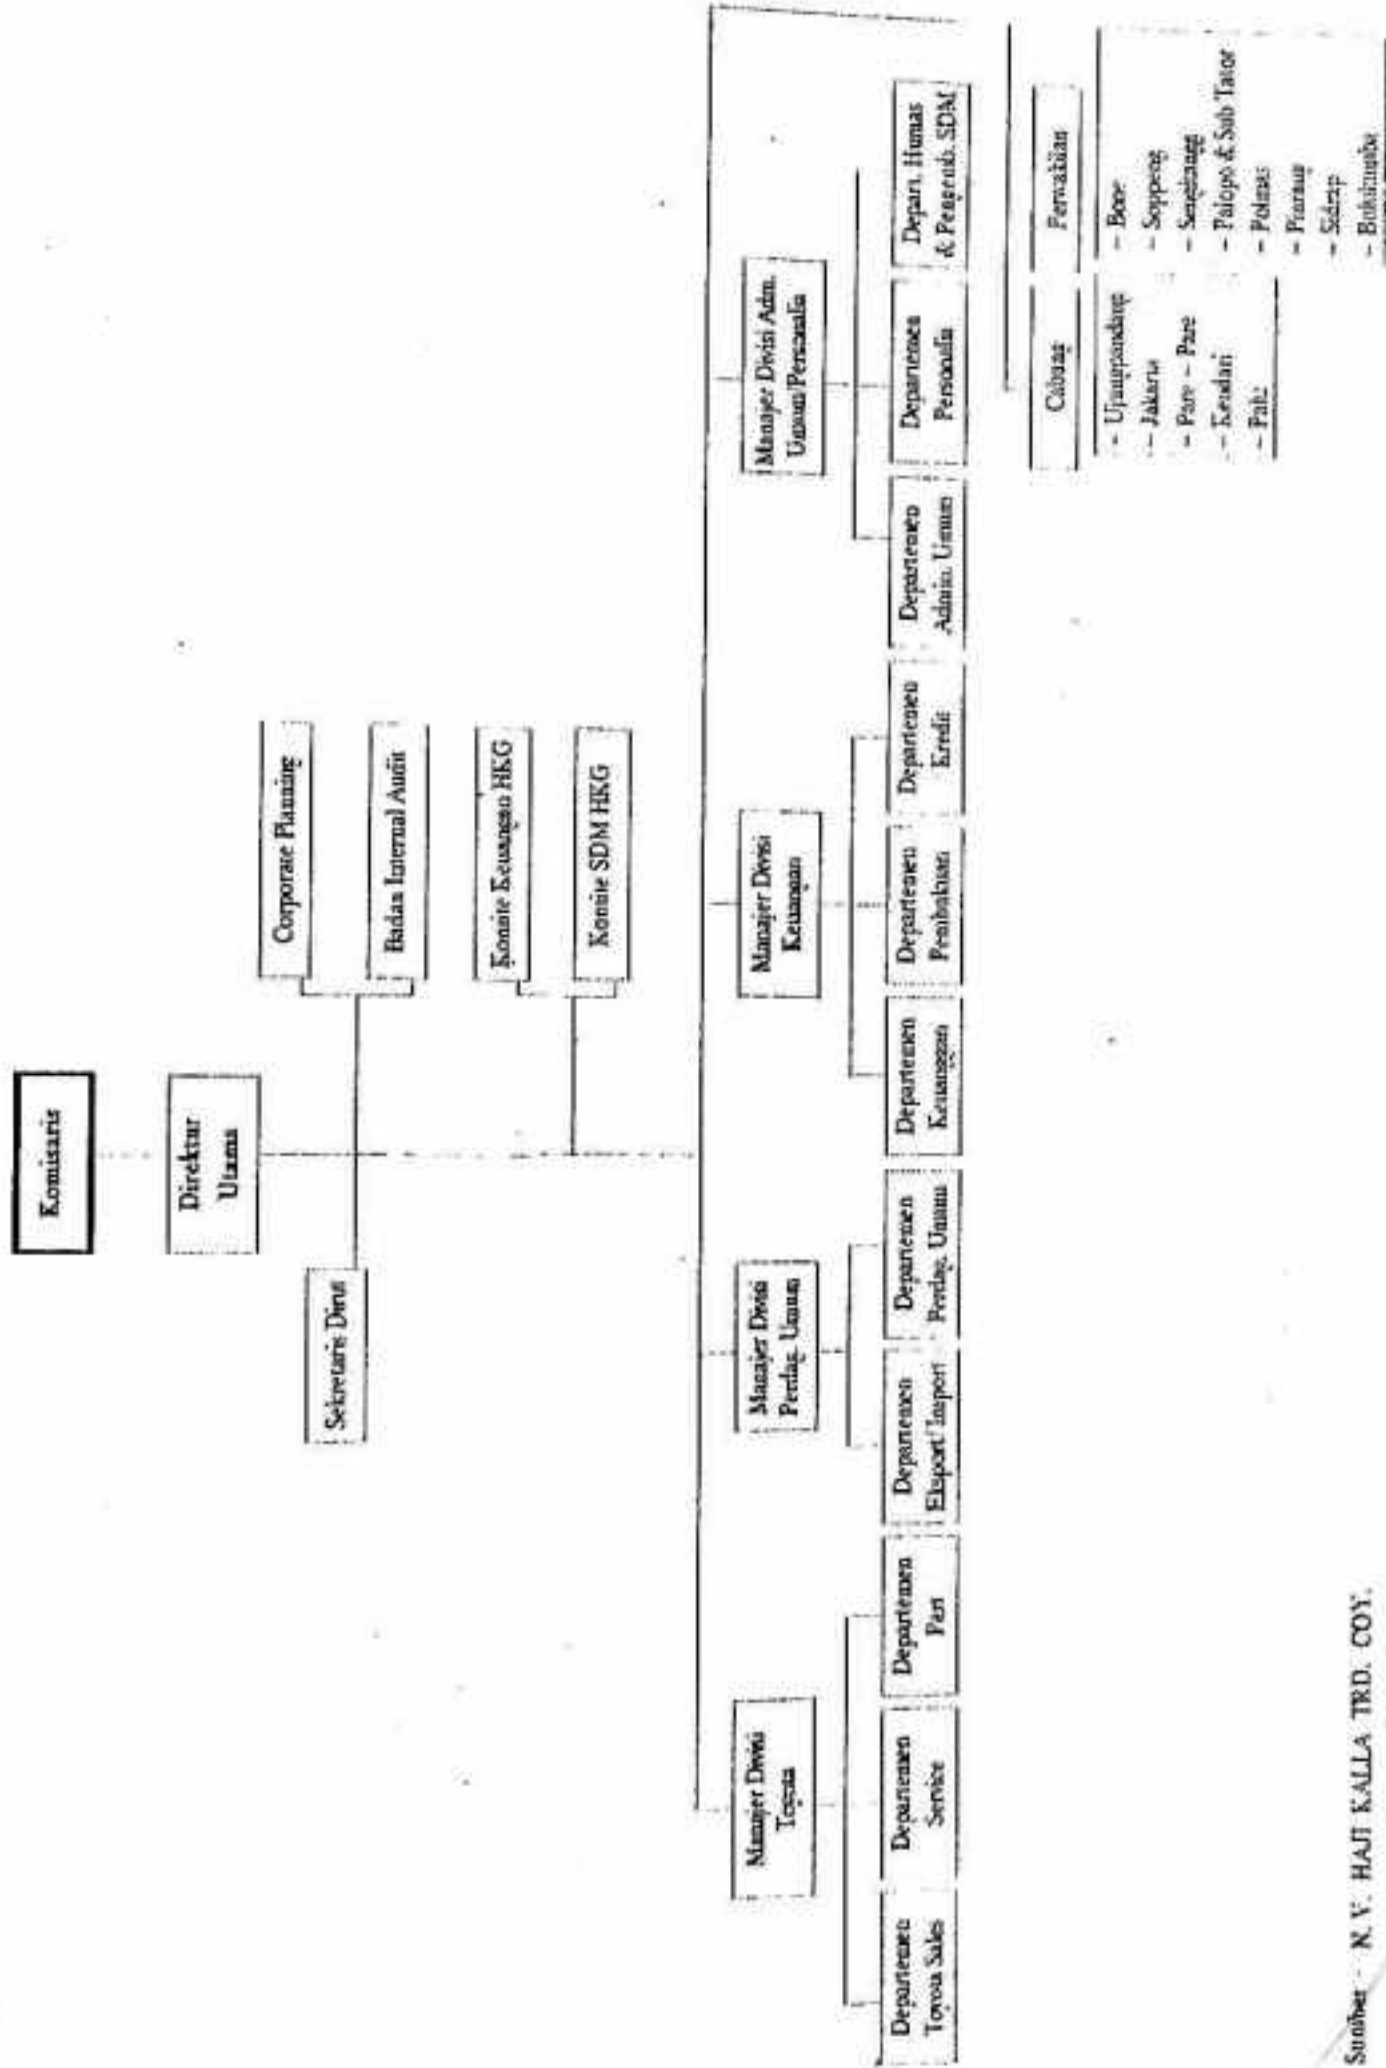 Komisaris
Direktur
Utama
Sekretaris Dirut
Corporate Planning
Badan Internal Audit
Komite Keuangan HKG
Komite SDM HKG
Manajer Divisi
Toyota
Manajer Divisi
Perdag. Umum
Manajer Divisi
Keuangan
Manajer Divisi Adm.
Umum/Personalia
Departemen
Toyota Sales
Departemen
Service
Departemen
Part
Departemen
Eksport/ Import
Departemen
Perdag. Umum
Departemen
Keuangan
Departemen
Pembukuan
Departemen
Kredit
Departemen
Admin. Umum
Departemen
Personalia
Depart. Humas
& Pengemb. SDM
Cabang
- Ujungpandang
- Jakarta
- Pare - Pare
- Kendari
- Palu
Perwakilan
- Bone
- Soppeng
- Sengkang
- Palopo & Sub Tator
- Polmas
- Pinrang
- Sidrap
- Bulukumba
Sumber - N.V. HAJI KALLA TRD. COY.